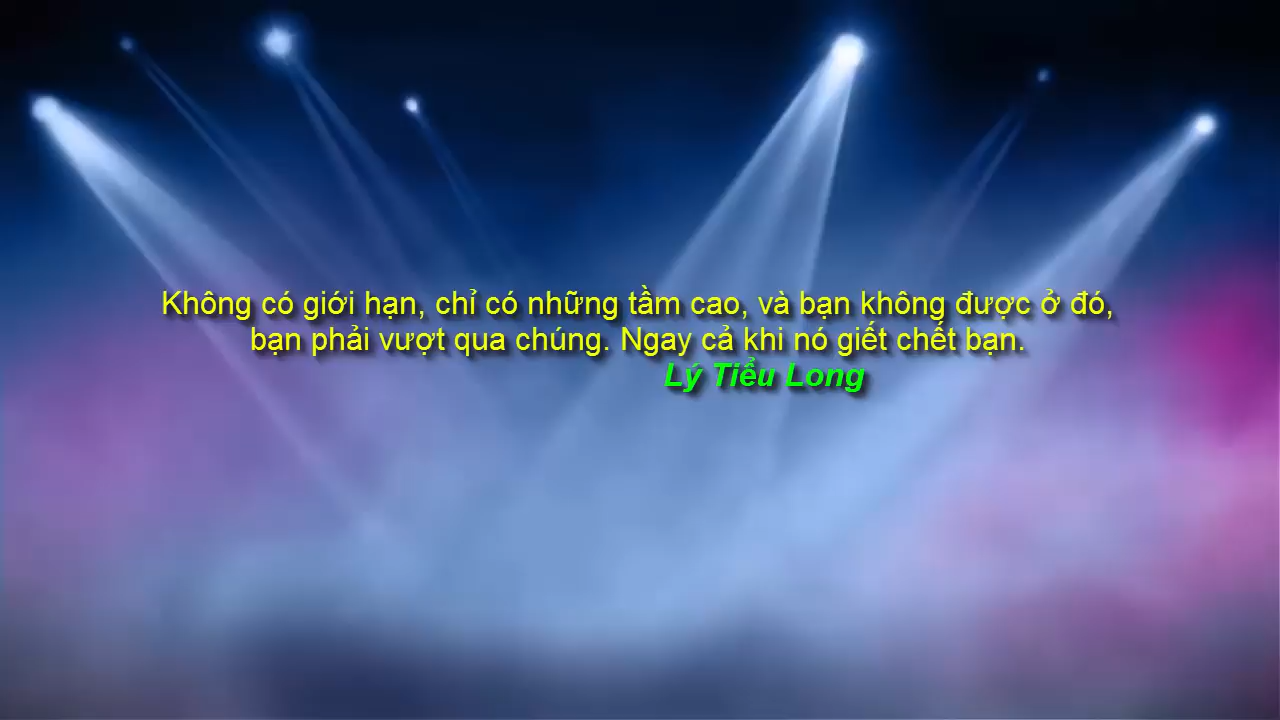 Không có giới hạn, chỉ có những tầm cao, và bạn không được ở đó,
bạn phải vượt qua chúng. Ngay cả khi nó giết chết bạn.
Lý Tiểu Long